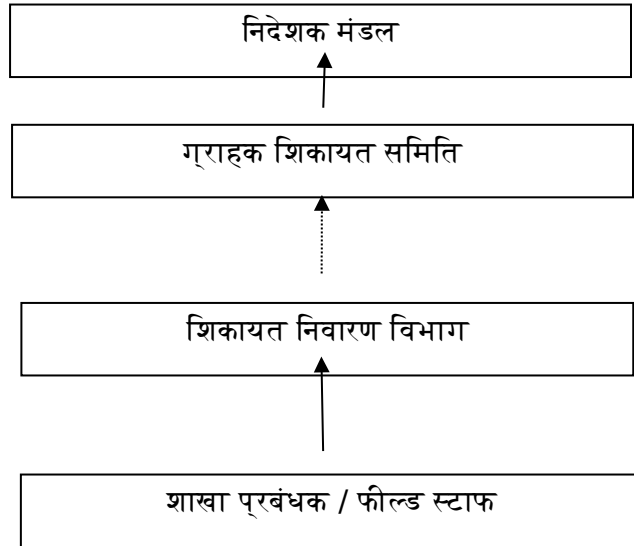 निदेशक मंडल
ग्राहक शिकायत समिति
शिकायत निवारण विभाग
शाखा प्रबंधक / फील्ड स्टाफ